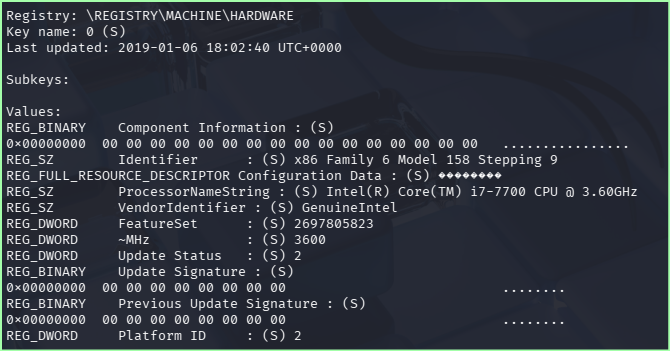 Registry: \REGISTRY\MACHINE\HARDWARE
Key name: 0 (S)
Last updated: 2019-01-06 18:02:40 UTC+0000
Subkeys:
Values:
REG_BINARY    Component Information : (S)
0×00000000  00 00 00 00 00 00 00 00 00 00 00 00 00 00 00 00   ................
REG_SZ        Identifier      : (S) x86 Family 6 Model 158 Stepping 9
REG_FULL_RESOURCE_DESCRIPTOR Configuration Data : (S) ��������
REG_SZ        ProcessorNameString : (S) Intel(R) Core(TM) i7-7700 CPU @ 3.60GHz
REG_SZ        VendorIdentifier : (S) GenuineIntel
REG_DWORD     FeatureSet      : (S) 2697805823
REG_DWORD     ~MHz            : (S) 3600
REG_DWORD     Update Status   : (S) 2
REG_BINARY    Update Signature : (S)
0×00000000  00 00 00 00 00 00 00 00                           ........
REG_BINARY    Previous Update Signature : (S)
0×00000000  00 00 00 00 00 00 00 00                           ........
REG_DWORD     Platform ID     : (S) 2